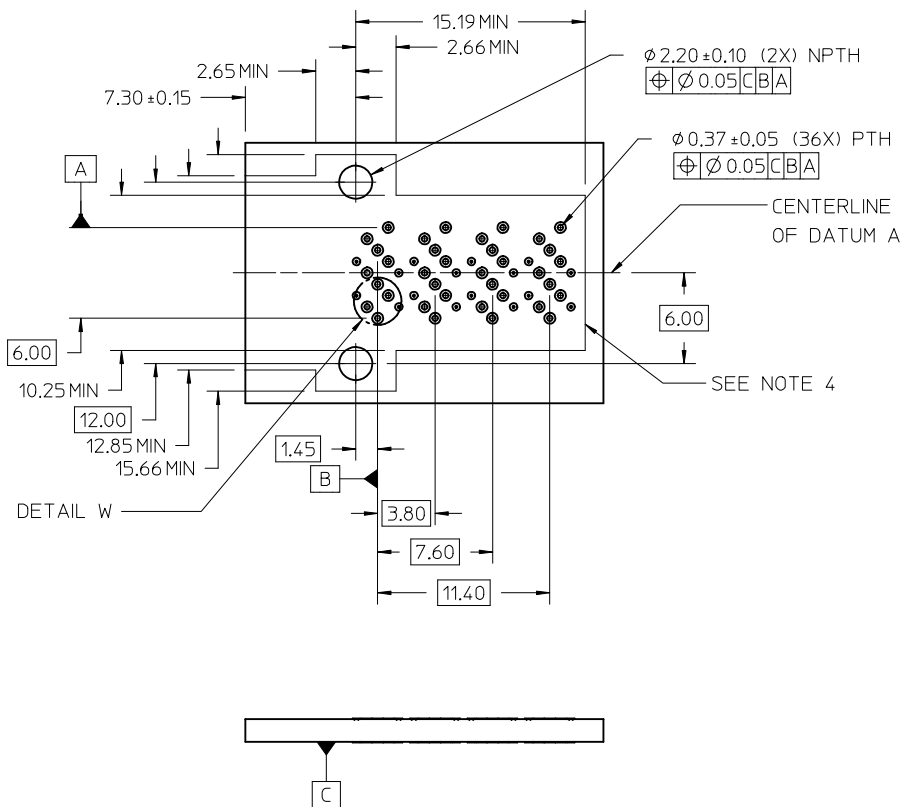 15.19 MIN
2.66 MIN
2.65 MIN
7.30 ±0.15
⌀2.20 ±0.10 (2X) NPTH
⌖ ⌀ 0.05 C B A
⌀0.37 ±0.05 (36X) PTH
⌖ ⌀ 0.05 C B A
A
CENTERLINE
OF DATUM A
6.00
6.00
10.25 MIN
SEE NOTE 4
12.00
12.85 MIN
15.66 MIN
1.45
B
DETAIL W
3.80
7.60
11.40
C